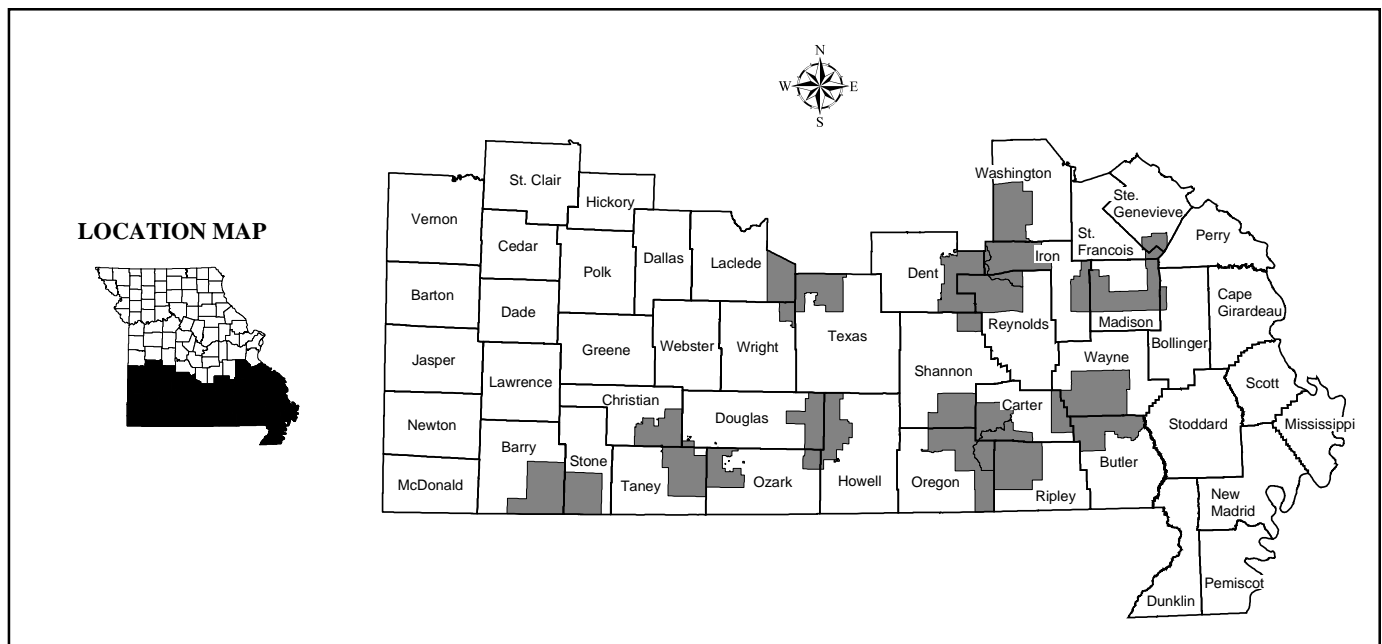 N
W
E
S
LOCATION MAP
St. Clair
Hickory
Vernon
Cedar
Polk
Dallas
Laclede
Barton
Dade
Greene
Webster
Wright
Texas
Jasper
Lawrence
Christian
Douglas
Newton
Barry
Stone
Taney
Ozark
Howell
McDonald
Washington
Ste.
Genevieve
St.
Francois
Perry
Dent
Iron
Reynolds
Madison
Bollinger
Cape
Girardeau
Shannon
Wayne
Carter
Scott
Stoddard
Mississippi
Oregon
Ripley
Butler
New
Madrid
Dunklin
Pemiscot